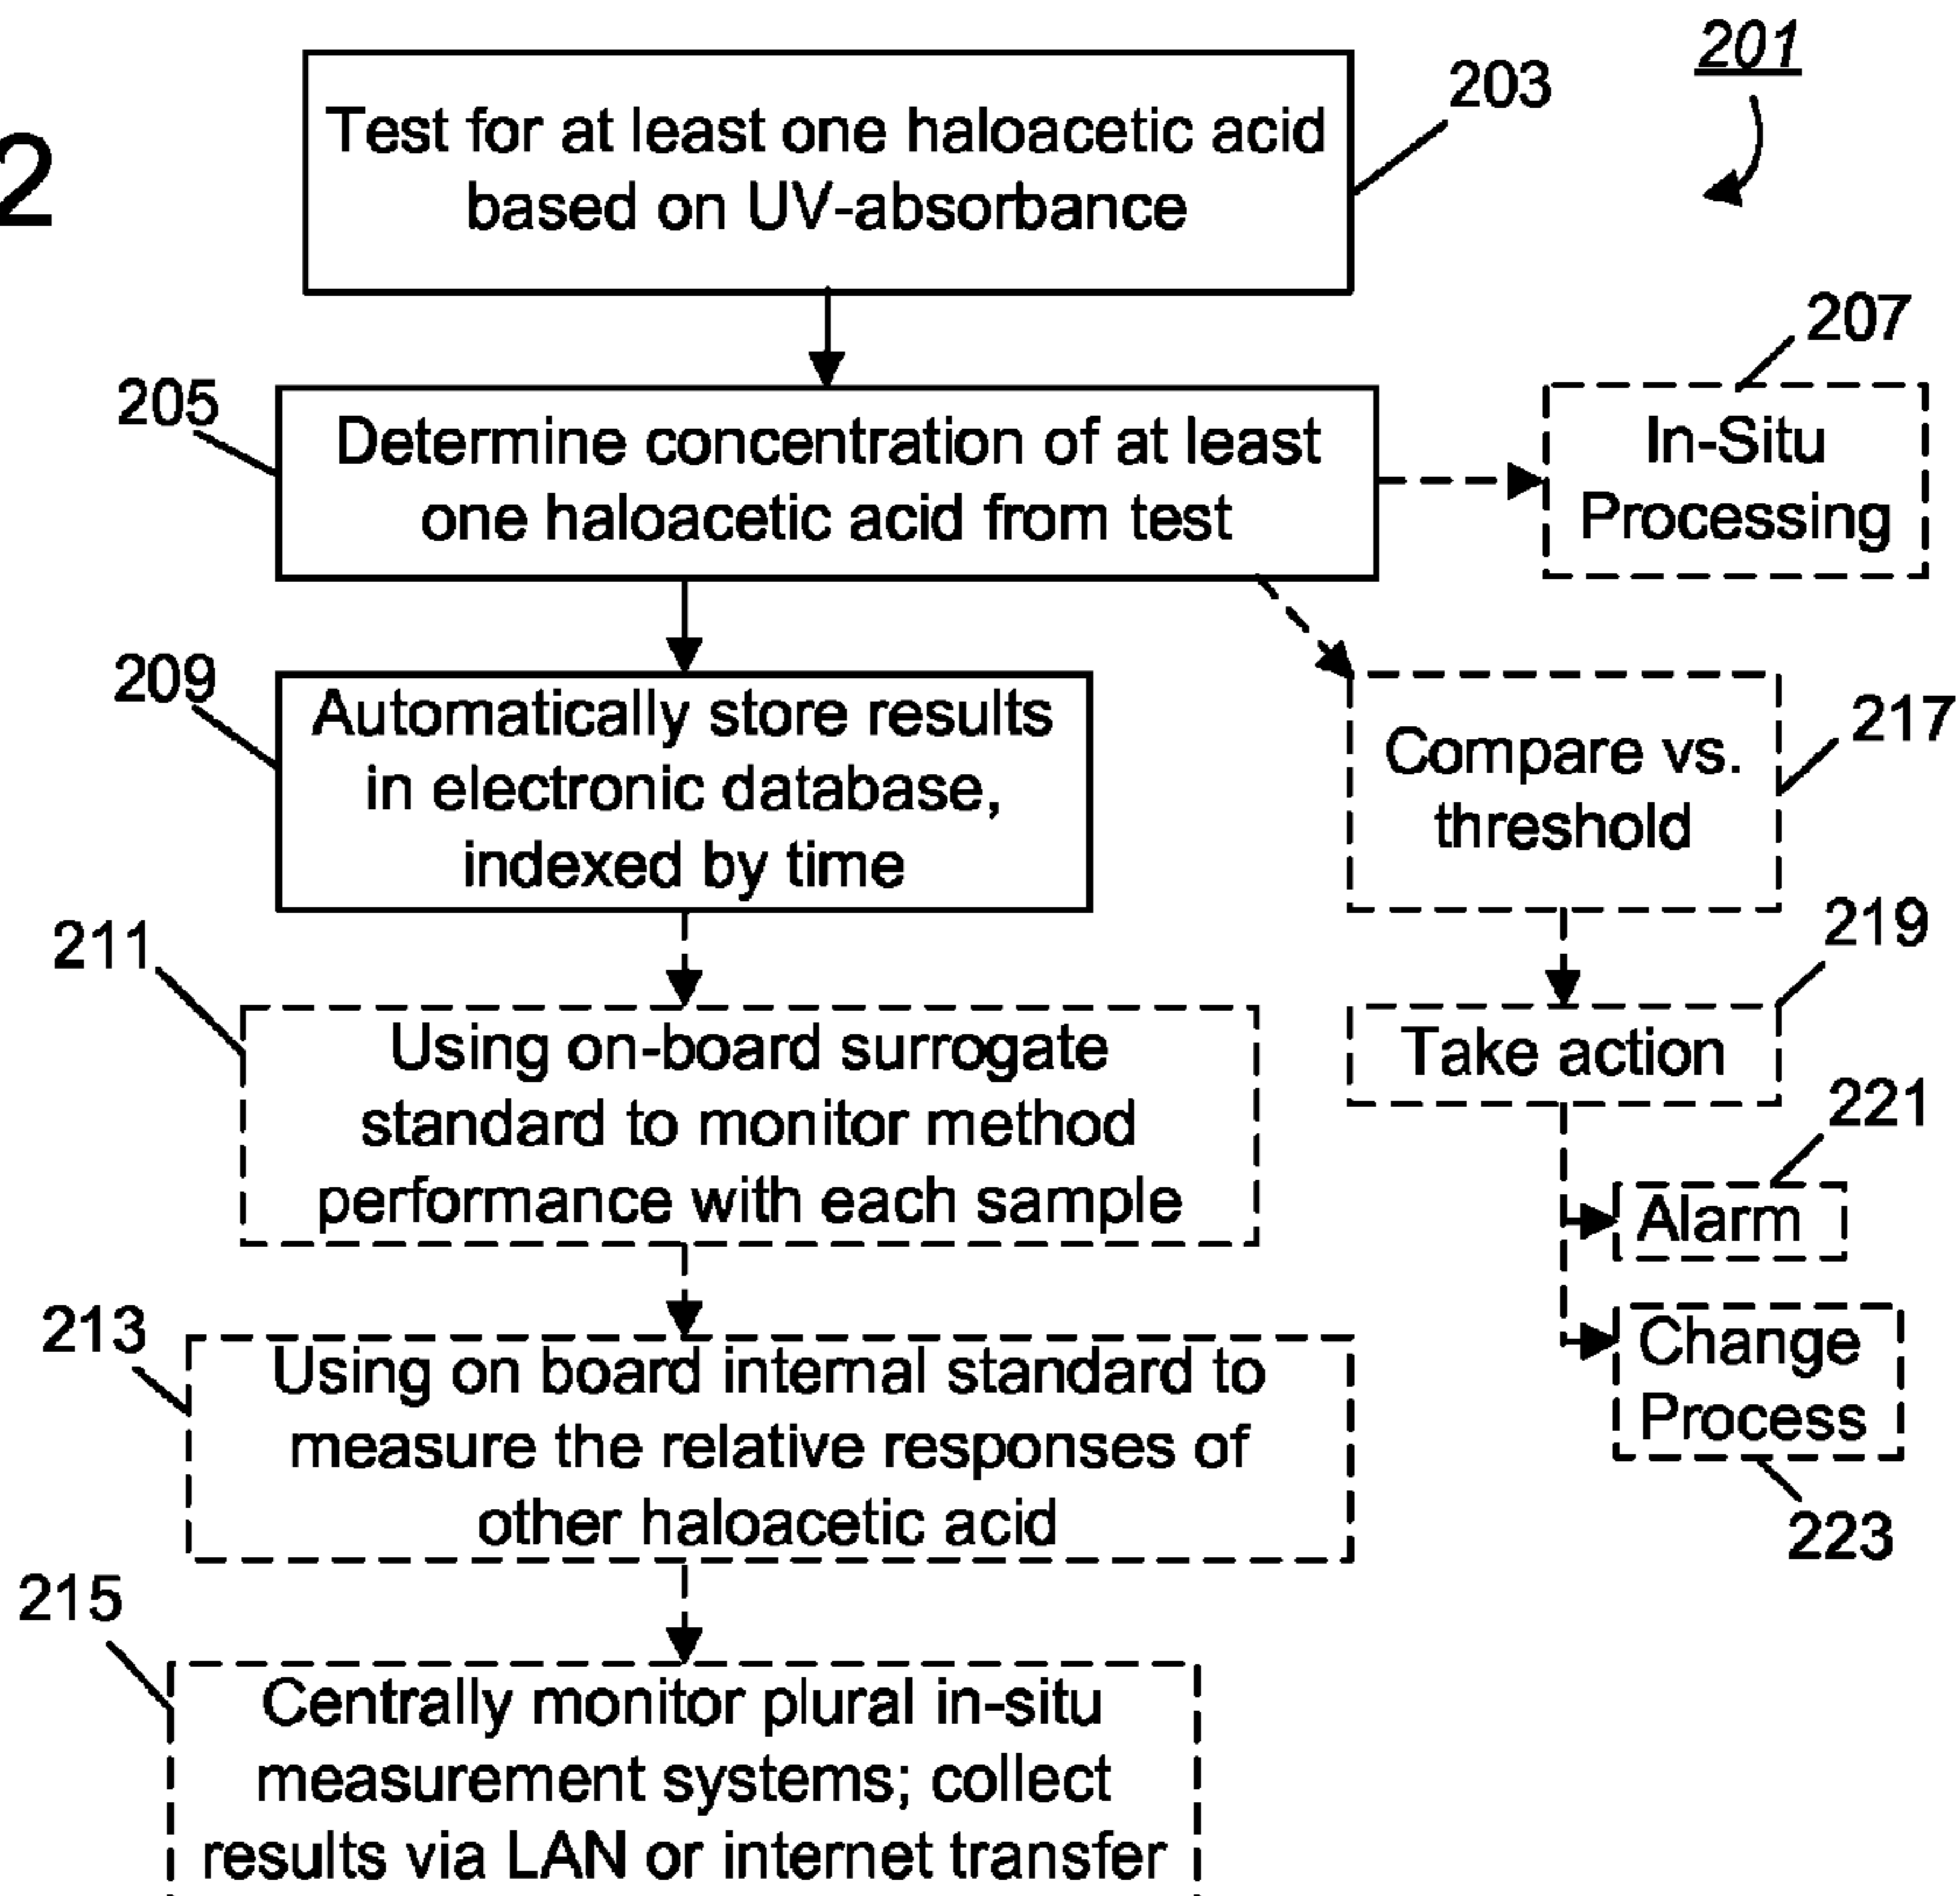 201
203
2
Test for at least one haloacetic acid
based on UV-absorbance
207
205
Determine concentration of at least
one haloacetic acid from test
In-Situ
Processing
209
Automatically store results
in electronic database,
indexed by time
217
Compare vs.
threshold
211
219
Using on-board surrogate
standard to monitor method
performance with each sample
Take action
221
Alarm
213
Using on board internal standard to
measure the relative responses of
other haloacetic acid
Change
Process
223
215
Centrally monitor plural in-situ
measurement systems; collect
results via LAN or internet transfer